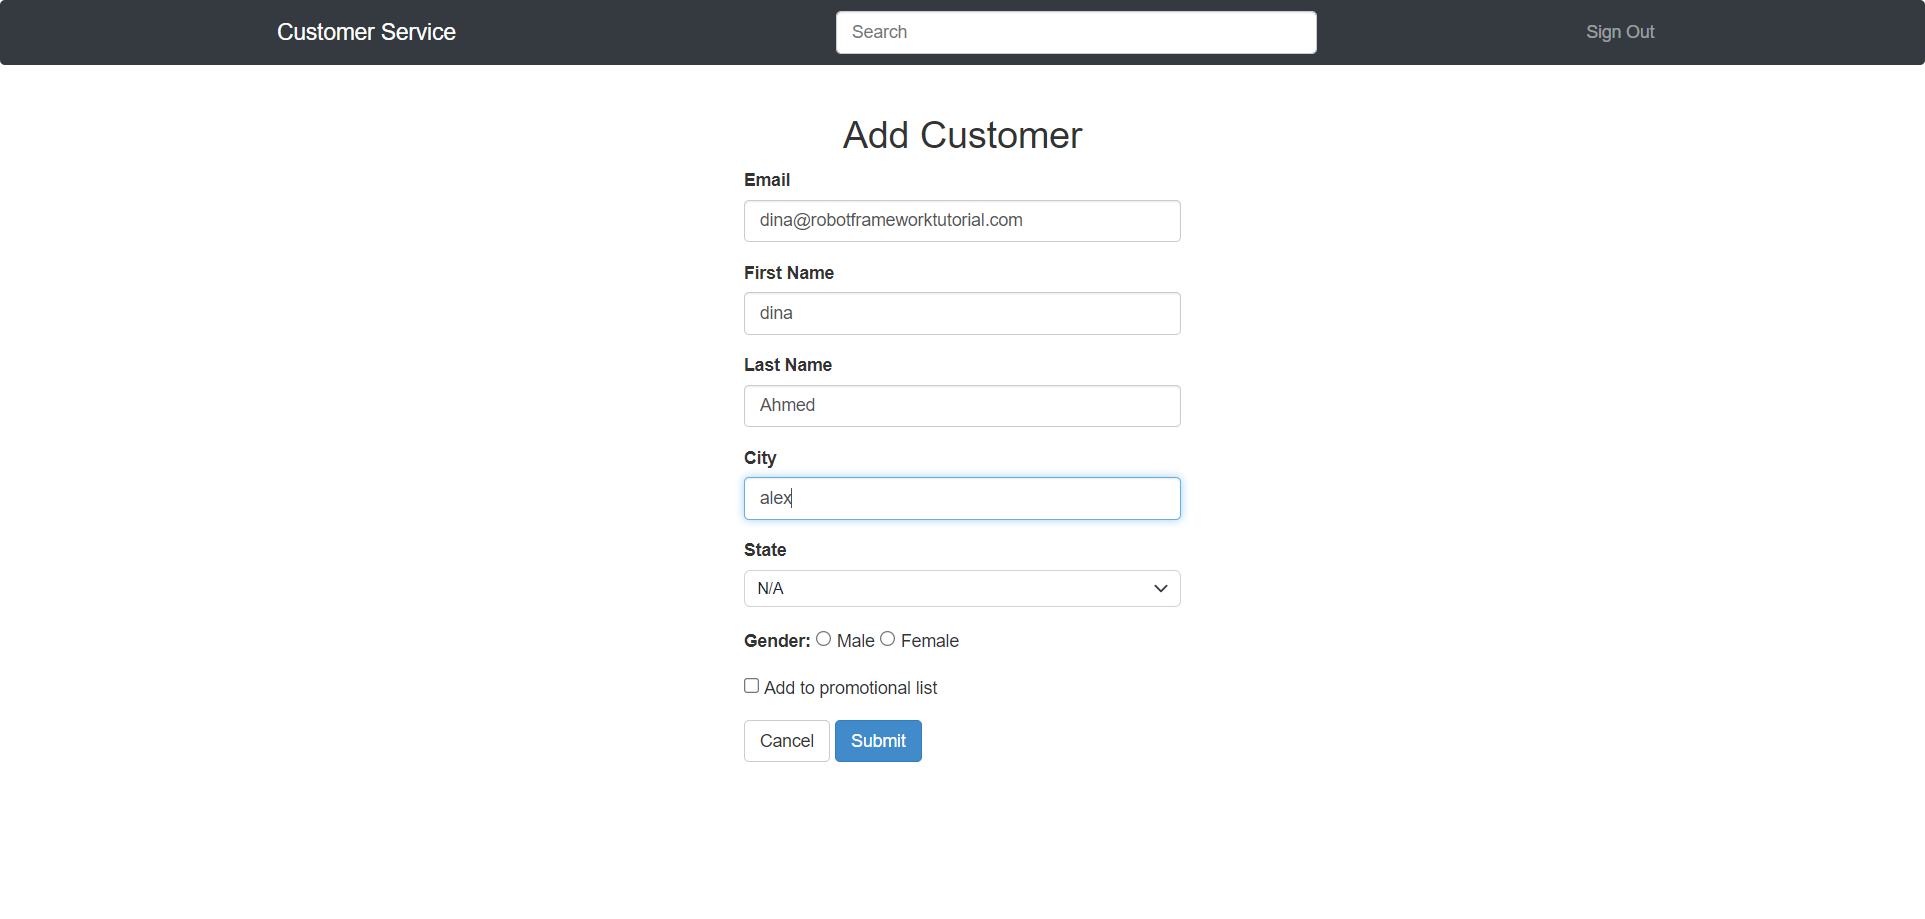 Customer Service
Search
Sign Out
Add Customer
Email
dina@robotframeworktutorial.com
First Name
dina
Last Name
Ahmed
City
alex
State
N/A
Gender: Male Female
Add to promotional list
Cancel Submit